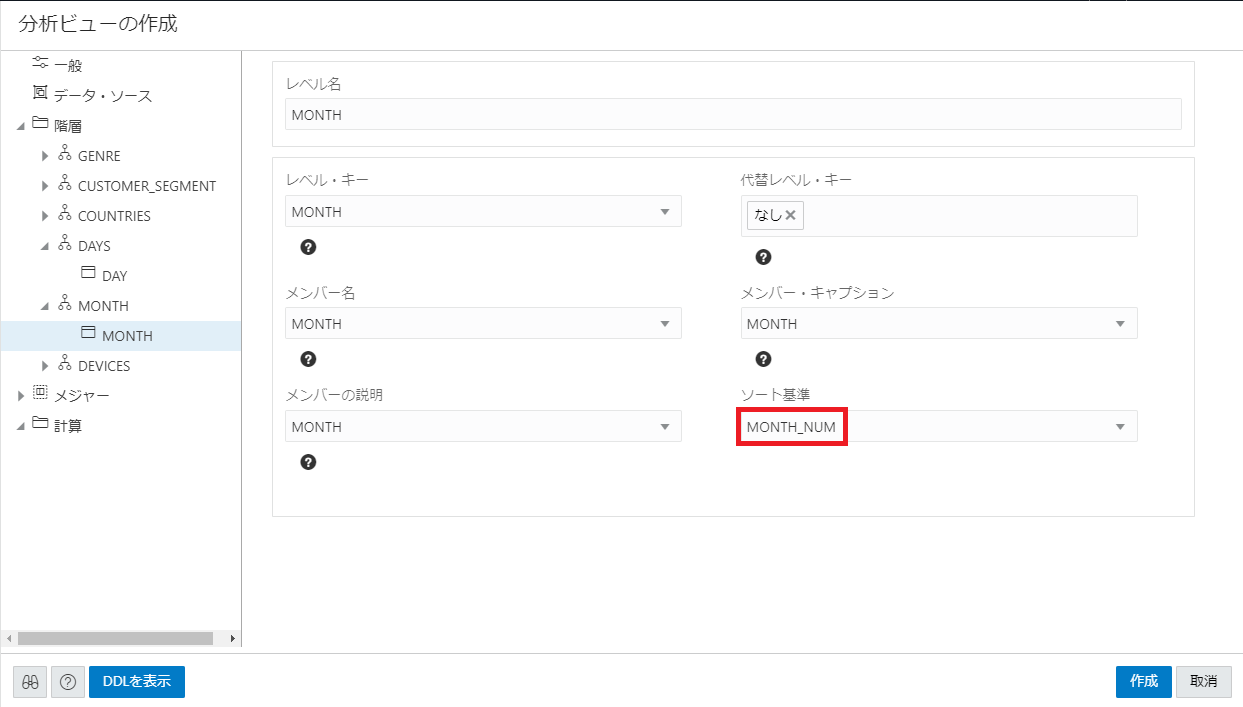 分析ビューの作成
一般
データ・ソース
階層
GENRE
CUSTOMER_SEGMENT
COUNTRIES
DAYS
DAY
MONTH
MONTH
DEVICES
メジャー
計算
レベル名
MONTH
レベル・キー
MONTH
代替レベル・キー
なし
メンバー名
MONTH
メンバー・キャプション
MONTH
メンバーの説明
MONTH
ソート基準
MONTH_NUM
DDLを表示
作成
取消